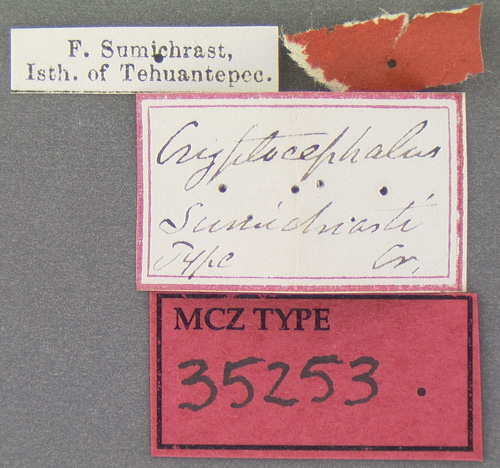 F. Sumichrast,
Isth. of Tehuantepec.
Cryptocephalus
Sumichrasti
Type Cr.
MCZ TYPE
35253